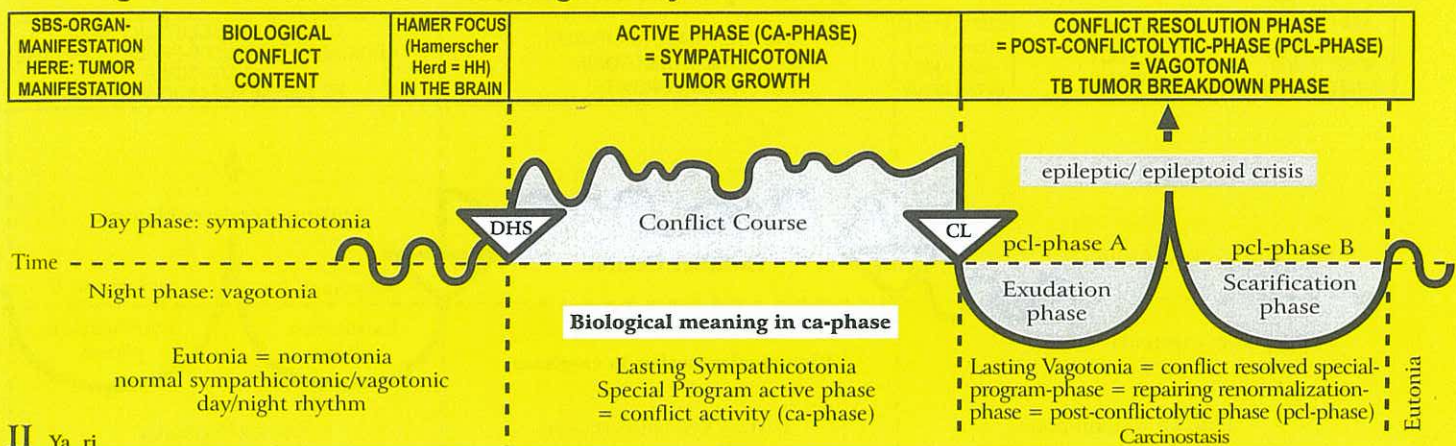 SBS-ORGAN-
MANIFESTATION
HERE: TUMOR
MANIFESTATION
BIOLOGICAL
CONFLICT
CONTENT
HAMER FOCUS
(Hamerscher
Herd = HH)
IN THE BRAIN
ACTIVE PHASE (CA-PHASE)
= SYMPATHICOTONIA
TUMOR GROWTH
CONFLICT RESOLUTION PHASE
= POST-CONFLICTOLYTIC-PHASE (PCL-PHASE)
= VAGOTONIA
TB TUMOR BREAKDOWN PHASE
epileptic/ epileptoid crisis
Day phase: sympathicotonia
DHS
Conflict Course
CL
pcl-phase A
pcl-phase B
Time
Night phase: vagotonia
Exudation
phase
Scarification
phase
Biological meaning in ca-phase
Eutonia = normotonia
normal sympathicotonic/vagotonic
day/night rhythm
Lasting Sympathicotonia
Special Program active phase
= conflict activity (ca-phase)
Lasting Vagotonia = conflict resolved special-
program-phase = repairing renormalization-
phase = post-conflictolytic phase (pcl-phase)
Carcinostasis
Eutonia
II